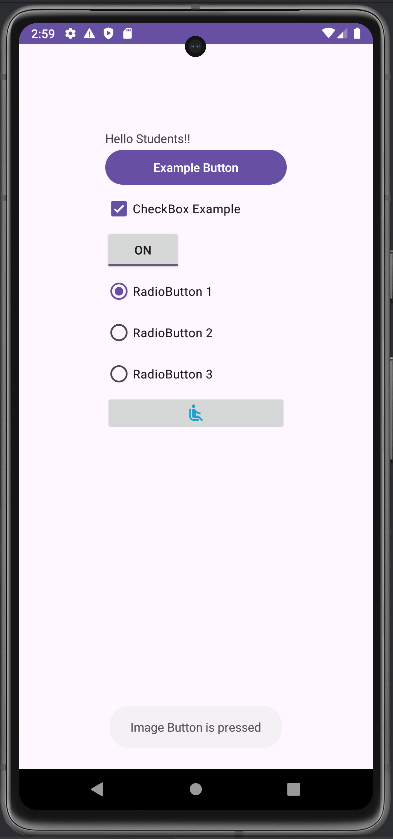 2:59
Hello Students!!
Example Button
CheckBox Example
ON
RadioButton 1
RadioButton 2
RadioButton 3
Image Button is pressed